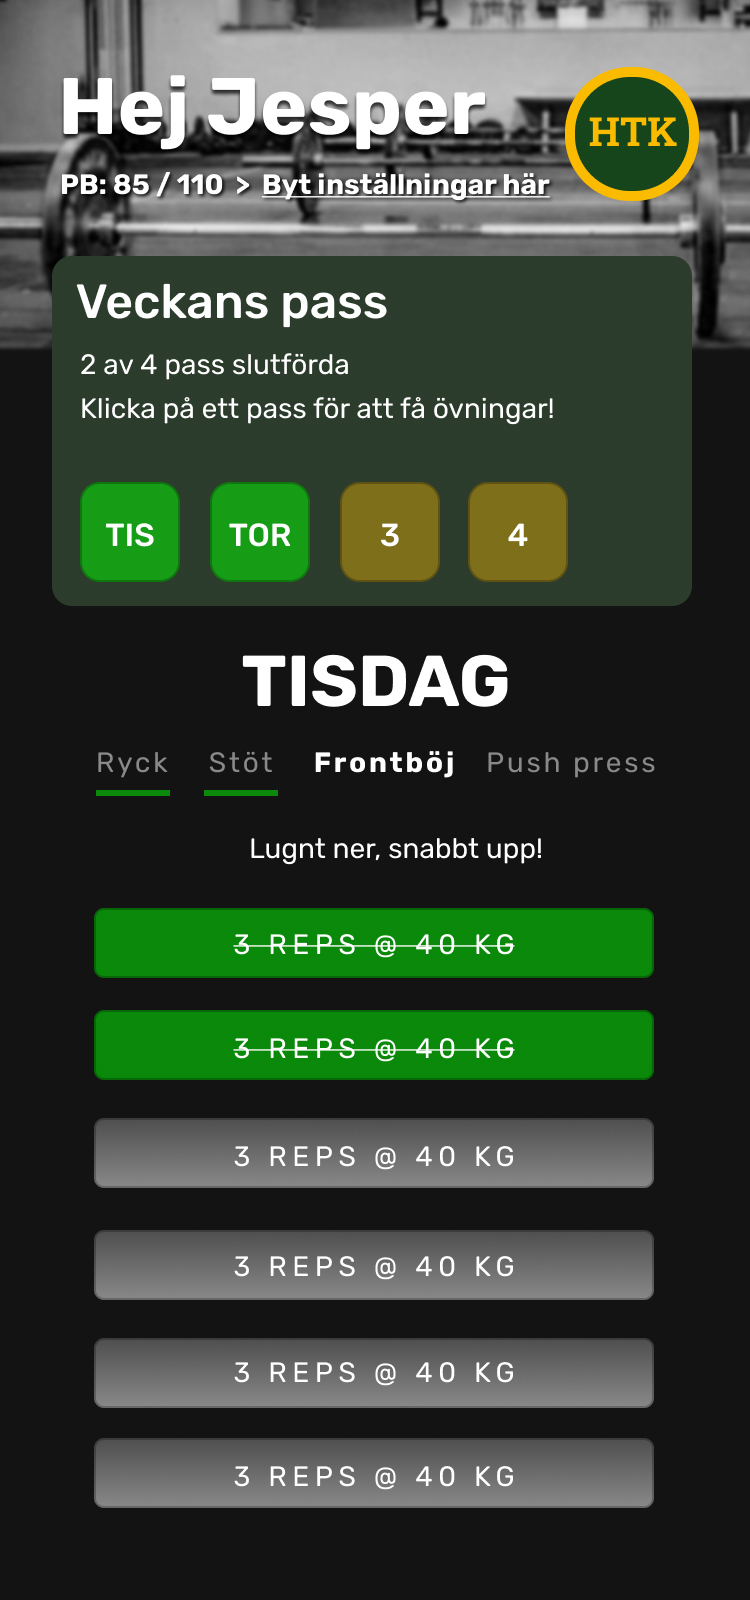 Hej Jesper
HTK
PB: 85 / 110 > Byt inställningar här
Veckans pass
2 av 4 pass slutförda
Klicka på ett pass för att få övningar!
TIS TOR 3 4
TISDAG
Ryck Stöt Frontböj Push press
Lugnt ner, snabbt upp!
3 REPS @ 40 KG
3 REPS @ 40 KG
3 REPS @ 40 KG
3 REPS @ 40 KG
3 REPS @ 40 KG
3 REPS @ 40 KG